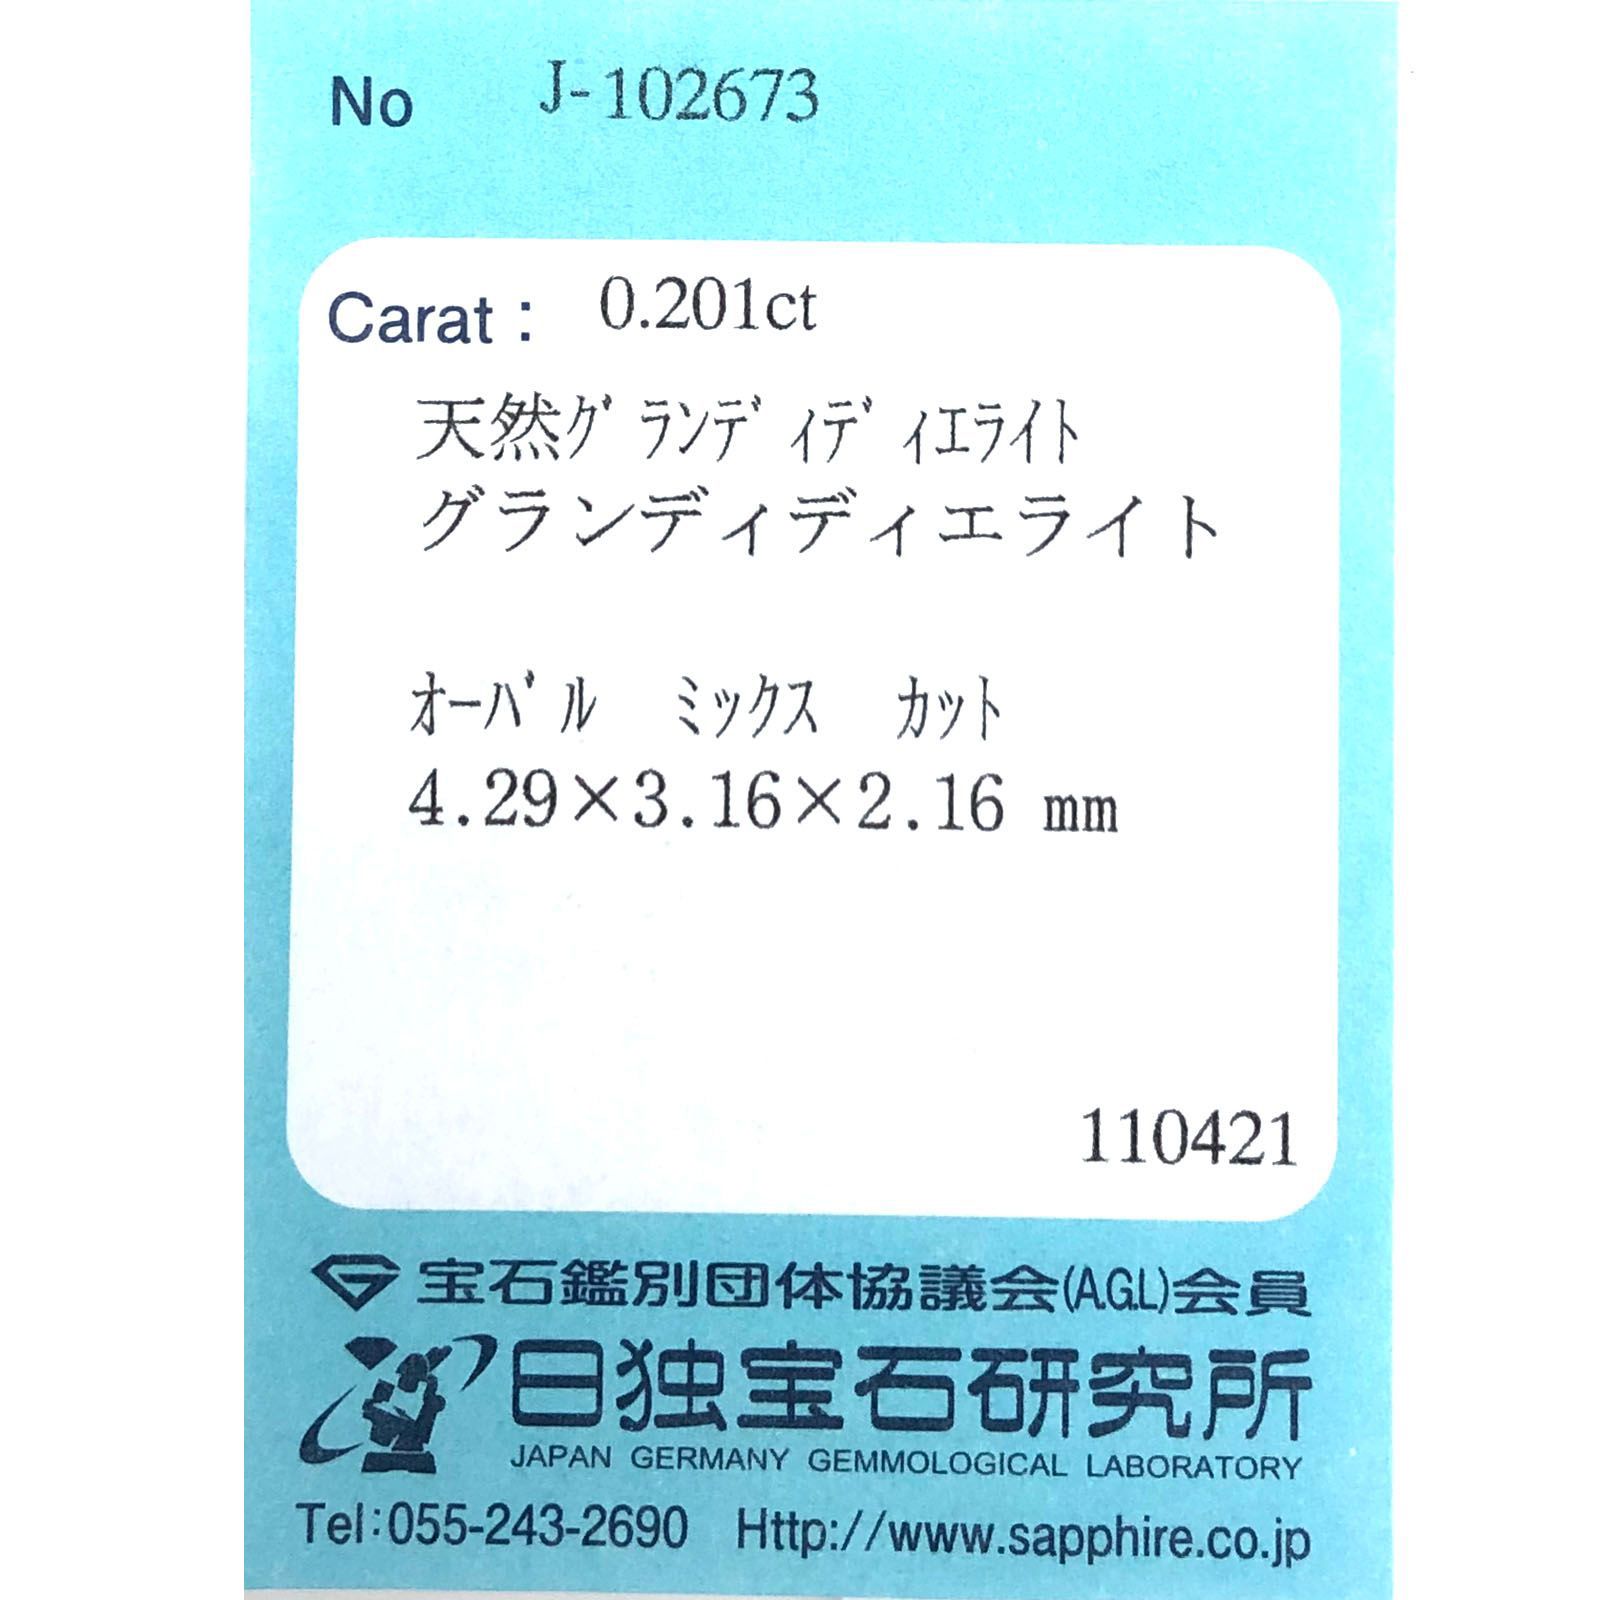 No J-102673
Carat : 0.201ct
天然ｸﾞﾗﾝﾃﾞｨﾃﾞｨｴﾗｲﾄ
グランディディエライト
ｵｰﾊﾞﾙ ﾐｯｸｽ ｶｯﾄ
4.29×3.16×2.16 mm
110421
宝石鑑別団体協議会(A.G.L)会員
日独宝石研究所
JAPAN GERMANY GEMMOLOGICAL LABORATORY
Tel:055-243-2690 Http://www.sapphire.co.jp